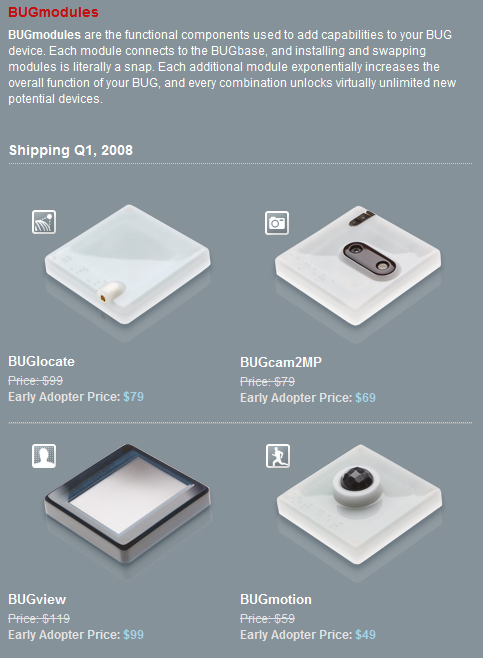 BUGmodules
BUGmodules are the functional components used to add capabilities to your BUG
device. Each module connects to the BUGbase, and installing and swapping
modules is literally a snap. Each additional module exponentially increases the
overall function of your BUG, and every combination unlocks virtually unlimited new
potential devices.
Shipping Q1, 2008
BUGlocate
Price: $99
Early Adopter Price: $79
BUGcam2MP
Price: $79
Early Adopter Price: $69
BUGview
Price: $119
Early Adopter Price: $99
BUGmotion
Price: $59
Early Adopter Price: $49